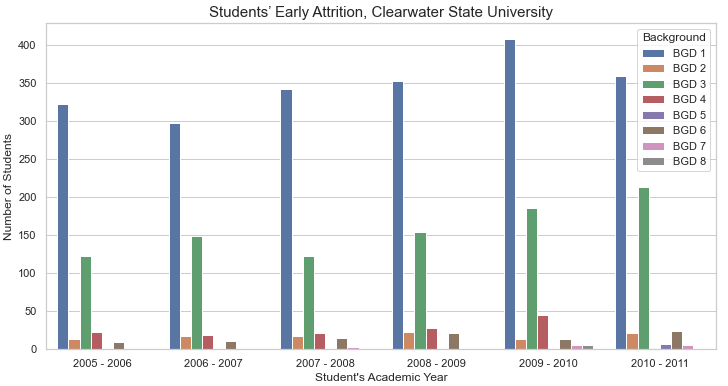 Students’ Early Attrition, Clearwater State University
Number of Students
400
350
300
250
200
150
100
50
0
Background
BGD 1
BGD 2
BGD 3
BGD 4
BGD 5
BGD 6
BGD 7
BGD 8
2005 - 2006
2006 - 2007
2007 - 2008
2008 - 2009
2009 - 2010
2010 - 2011
Student's Academic Year